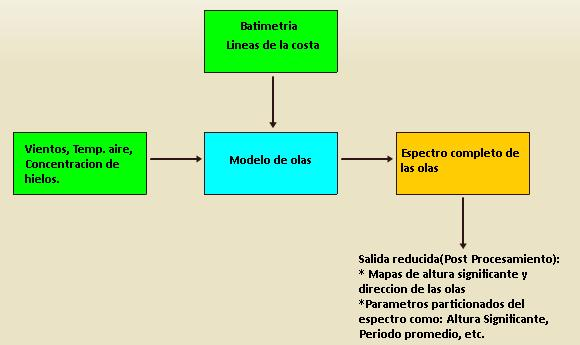 Batimetria
Lineas de la costa
Vientos, Temp. aire,
Concentracion de
hielos.
Modelo de olas
Espectro completo de
las olas
Salida reducida(Post Procesamiento):
* Mapas de altura significante y
direccion de las olas
*Parametros particionados del
espectro como: Altura Significante,
Periodo promedio, etc.